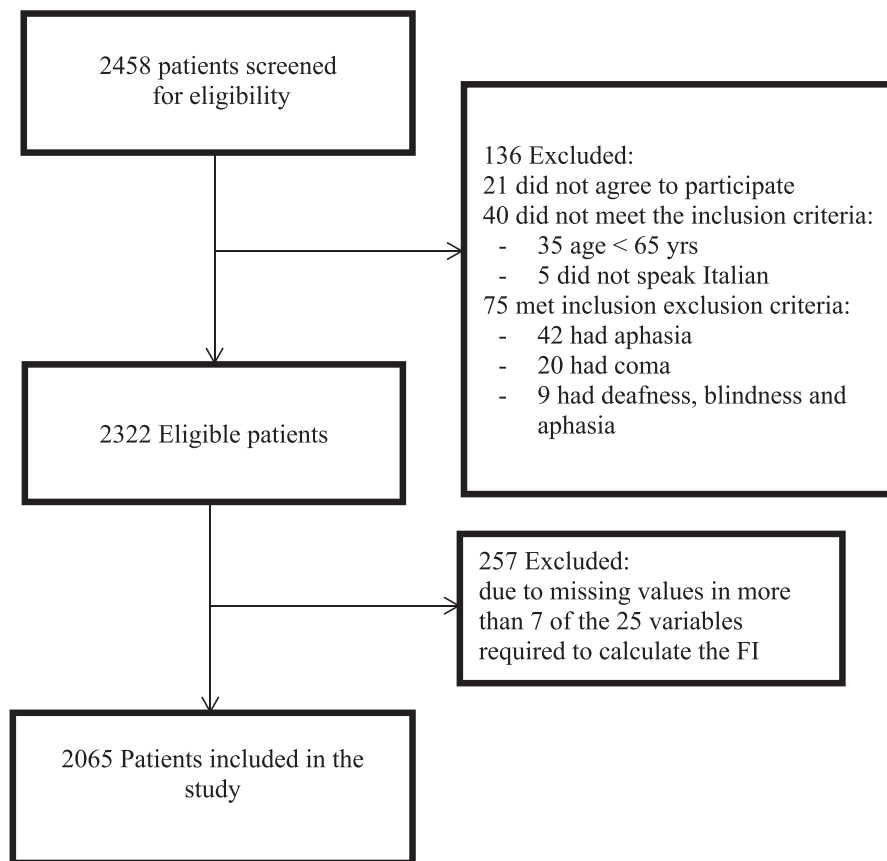 2458 patients screened
for eligibility
136 Excluded:
21 did not agree to participate
40 did not meet the inclusion criteria:
- 35 age < 65 yrs
- 5 did not speak Italian
75 met inclusion exclusion criteria:
- 42 had aphasia
- 20 had coma
- 9 had deafness, blindness and
aphasia
2322 Eligible patients
257 Excluded:
due to missing values in more
than 7 of the 25 variables
required to calculate the FI
2065 Patients included in the
study